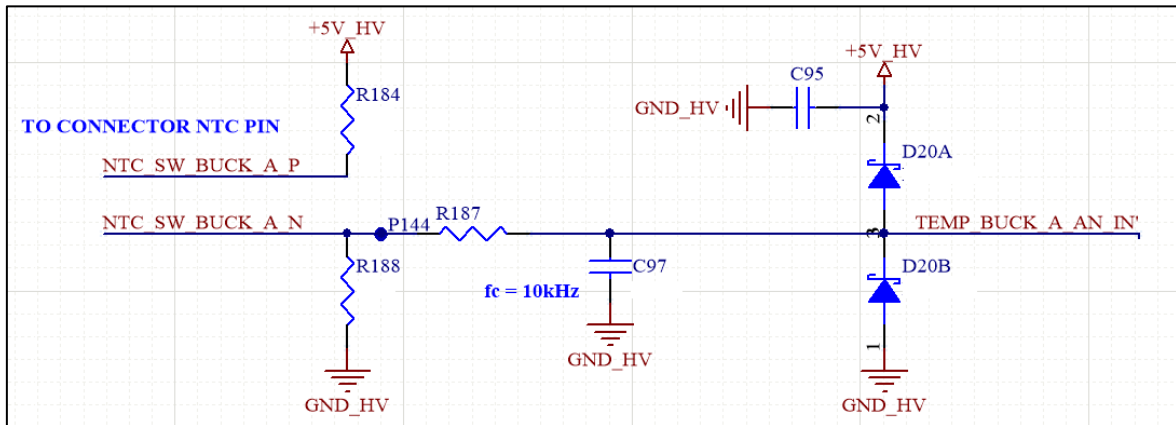 +5V_HV
R184
TO CONNECTOR NTC PIN
NTC_SW_BUCK_A_P
NTC_SW_BUCK_A_N
P144
R187
R188
GND_HV
C97
fc = 10kHz
GND_HV
+5V_HV
C95
GND_HV
2
D20A
3
TEMP_BUCK_A_AN_IN'
D20B
1
GND_HV